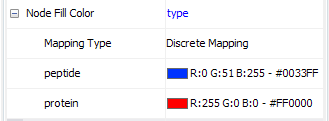 Node Fill Color type
Mapping Type Discrete Mapping
peptide R:0 G:51 B:255 - #0033FF
protein R:255 G:0 B:0 - #FF0000